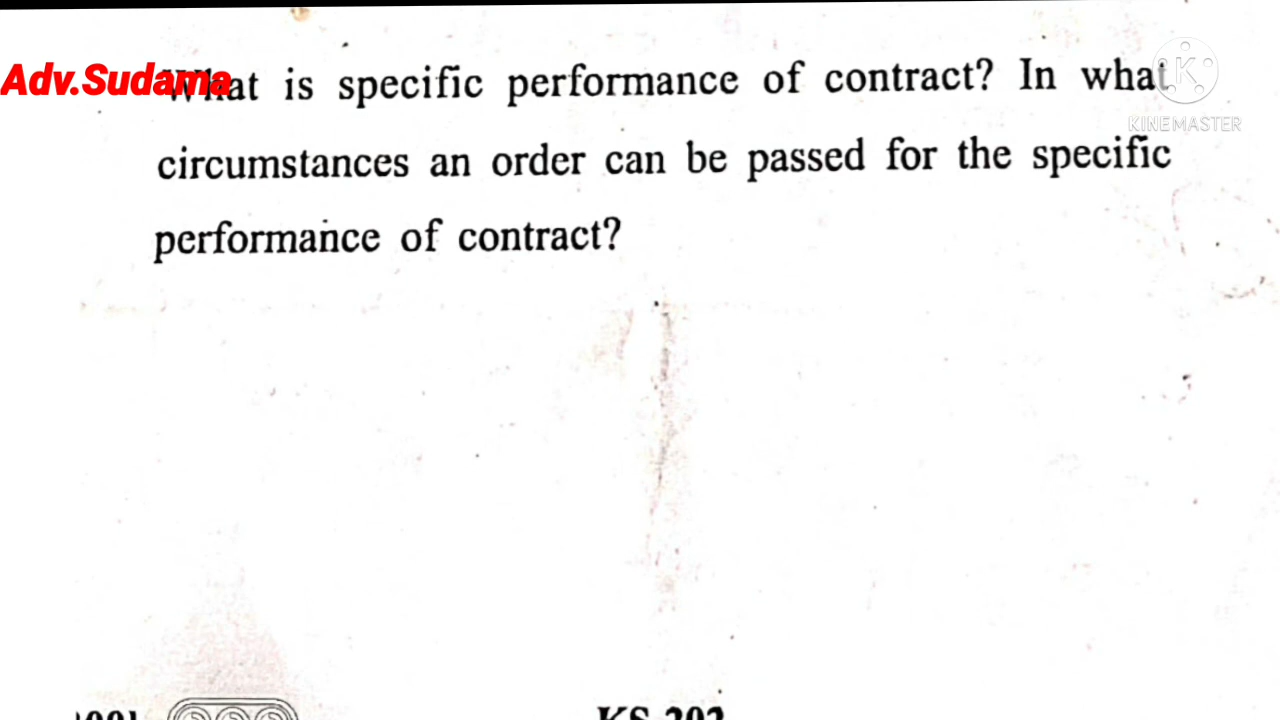 Adv.Sudama
What is specific performance of contract? In what
KINEMASTER
circumstances an order can be passed for the specific
performance of contract?